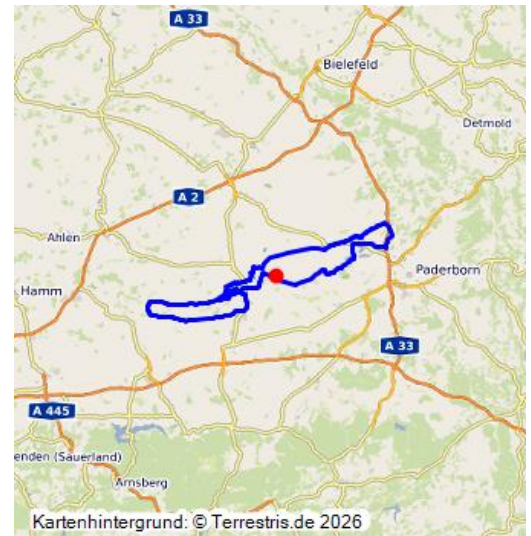 A 33
Bielefeld
Detmold
A 2
Ahlen
Paderborn
Hamm
A 33
A 445
enden (Sauerland)
Arnsberg
Kartenhintergrund: © Terrestris.de 2026